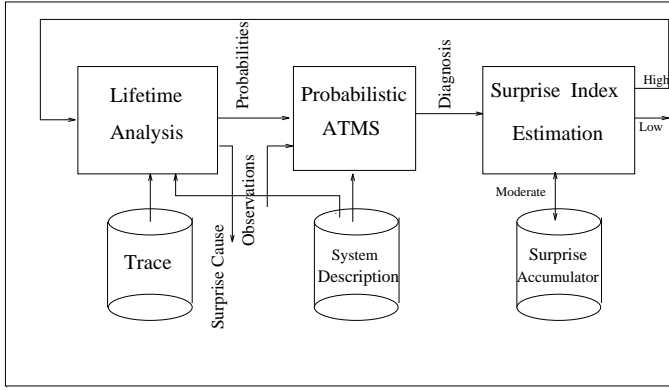 Lifetime
Analysis
Probabilities
Probabilistic
ATMS
Diagnosis
Surprise Index
Estimation
High
Low
Observations
Surprise Cause
Moderate
Trace
System
Description
Surprise
Accumulator